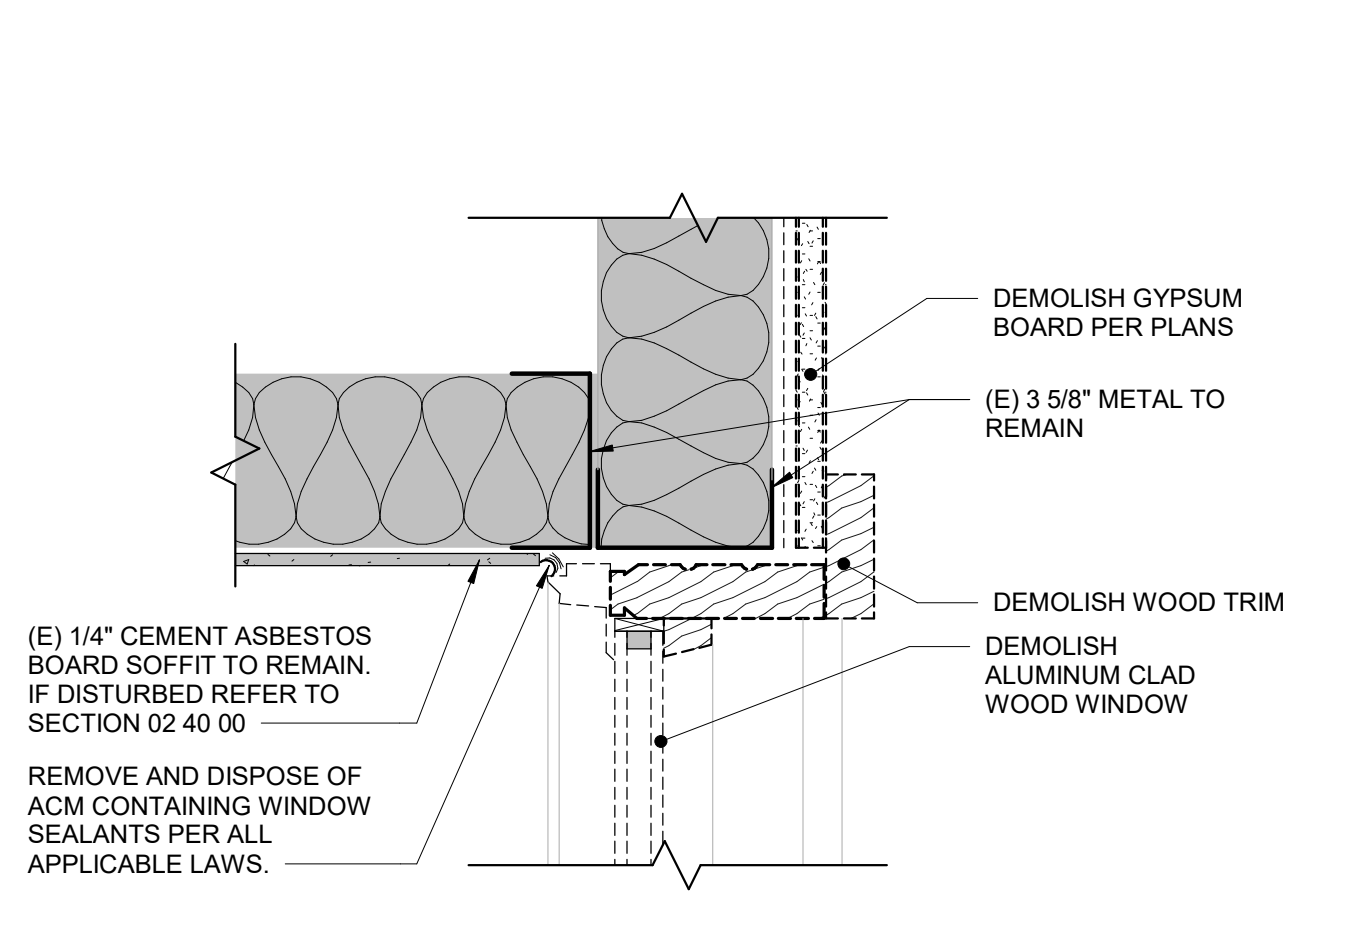 DEMOLISH GYPSUM
BOARD PER PLANS
(E) 3 5/8" METAL TO
REMAIN
DEMOLISH WOOD TRIM
DEMOLISH
ALUMINUM CLAD
WOOD WINDOW
(E) 1/4" CEMENT ASBESTOS
BOARD SOFFIT TO REMAIN.
IF DISTURBED REFER TO
SECTION 02 40 00
REMOVE AND DISPOSE OF
ACM CONTAINING WINDOW
SEALANTS PER ALL
APPLICABLE LAWS.